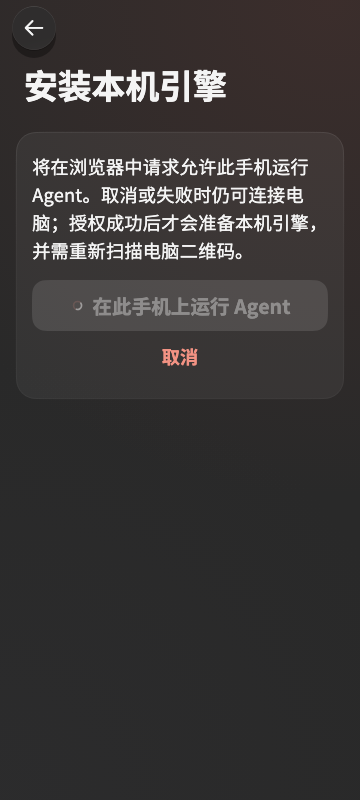 安装本机引擎
将在浏览器中请求允许此手机运行
Agent。取消或失败时仍可连接电
脑；授权成功后才会准备本机引擎，
并需重新扫描电脑二维码。
在此手机上运行 Agent
取消